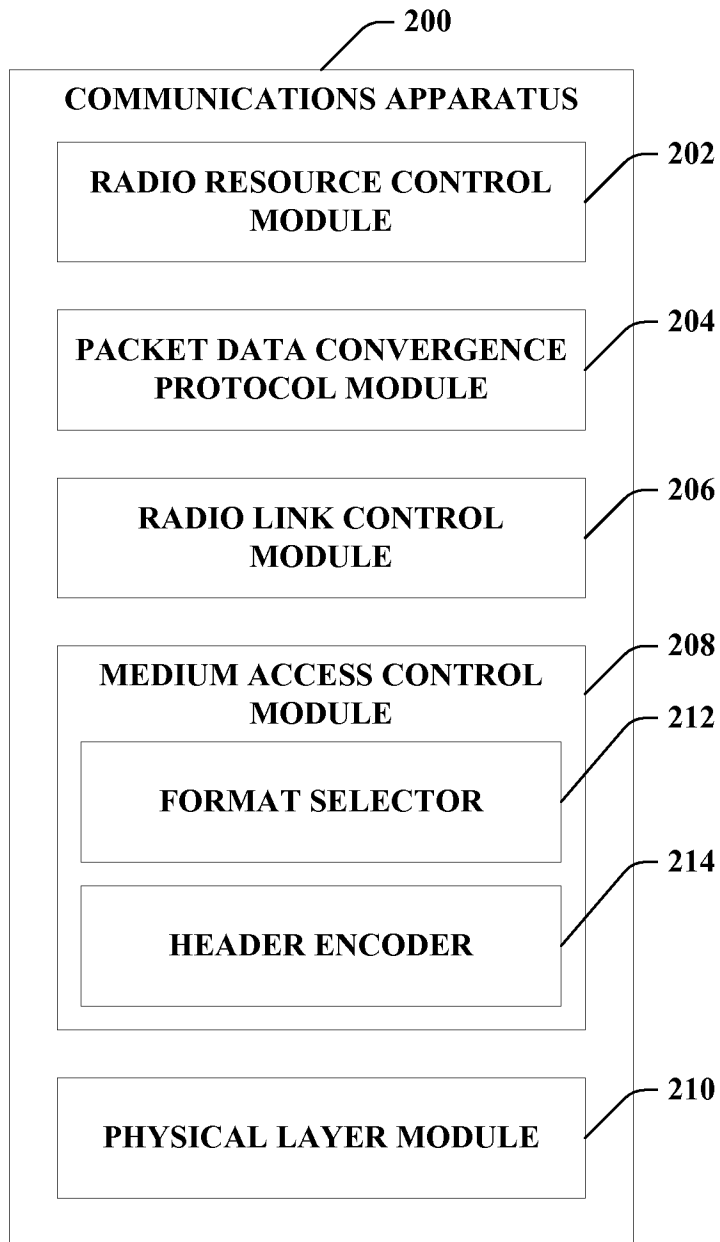 200
COMMUNICATIONS APPARATUS
202
RADIO RESOURCE CONTROL
MODULE
204
PACKET DATA CONVERGENCE
PROTOCOL MODULE
206
RADIO LINK CONTROL
MODULE
208
MEDIUM ACCESS CONTROL
MODULE
212
FORMAT SELECTOR
214
HEADER ENCODER
210
PHYSICAL LAYER MODULE